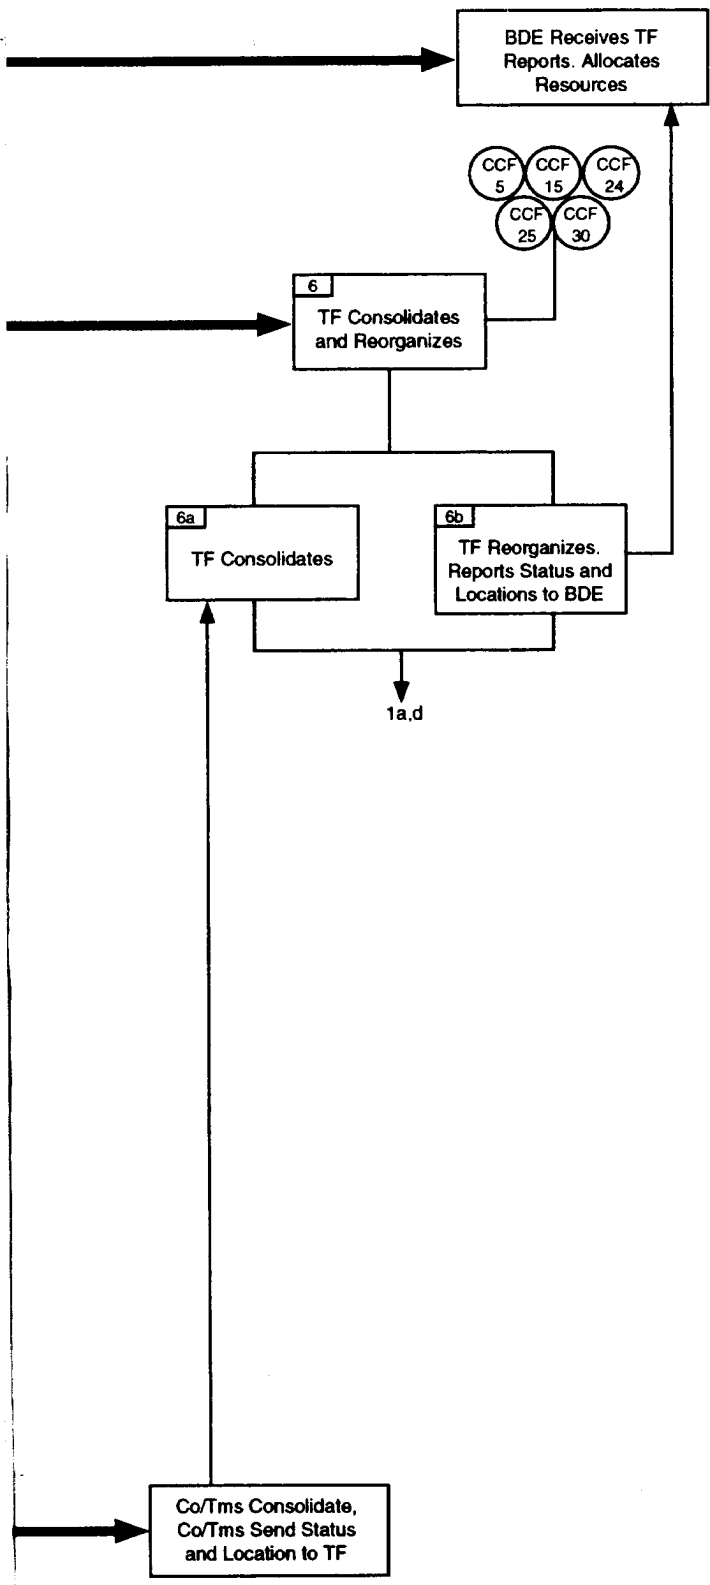 BDE Receives TF
Reports. Allocates
Resources
CCF
5
CCF
15
CCF
24
CCF
25
CCF
30
6
TF Consolidates
and Reorganizes
6a
TF Consolidates
6b
TF Reorganizes.
Reports Status and
Locations to BDE
1a,d
Co/Tms Consolidate,
Co/Tms Send Status
and Location to TF